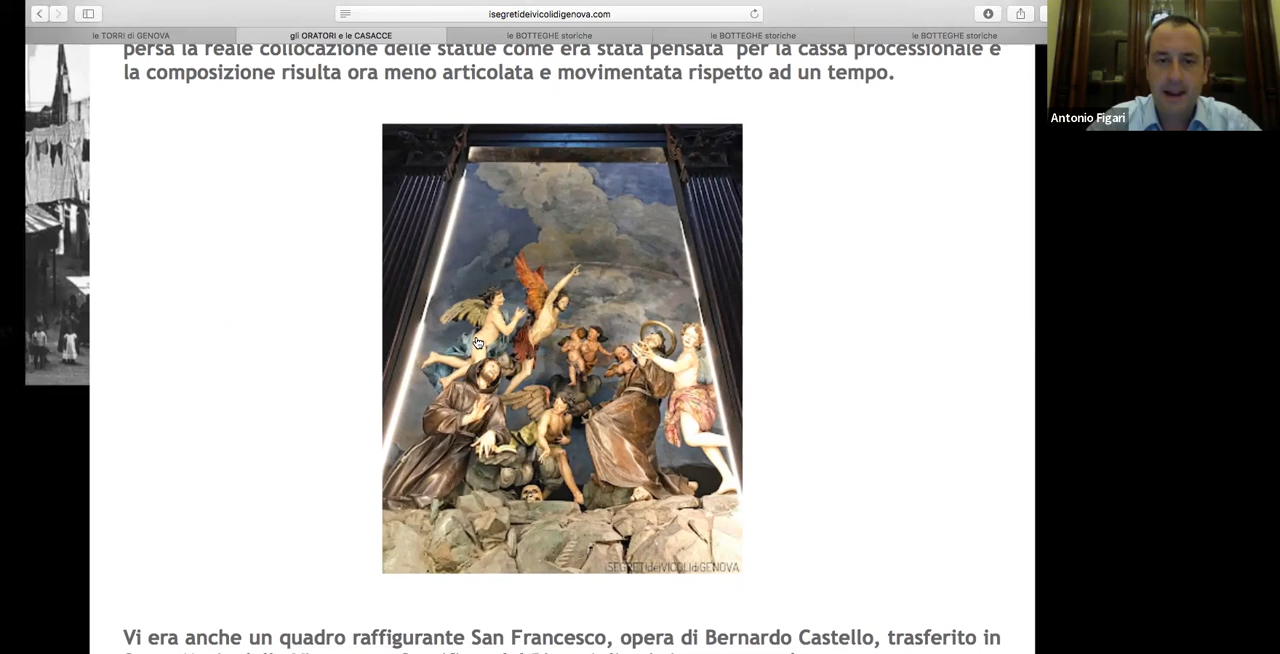 isegretideivicolidigenova.com
le TORRI di GENOVA
gli ORATORI e le CASACCE
le BOTTEGHE storiche
le BOTTEGHE storiche
le BOTTEGHE storiche
persa la reale collocazione delle statue come era stata pensata per la cassa processionale e
la composizione risulta ora meno articolata e movimentata rispetto ad un tempo.
Antonio Figari
iSEGRETIdeiVICOLIdiGENOVA
Vi era anche un quadro raffigurante San Francesco, opera di Bernardo Castello, trasferito in